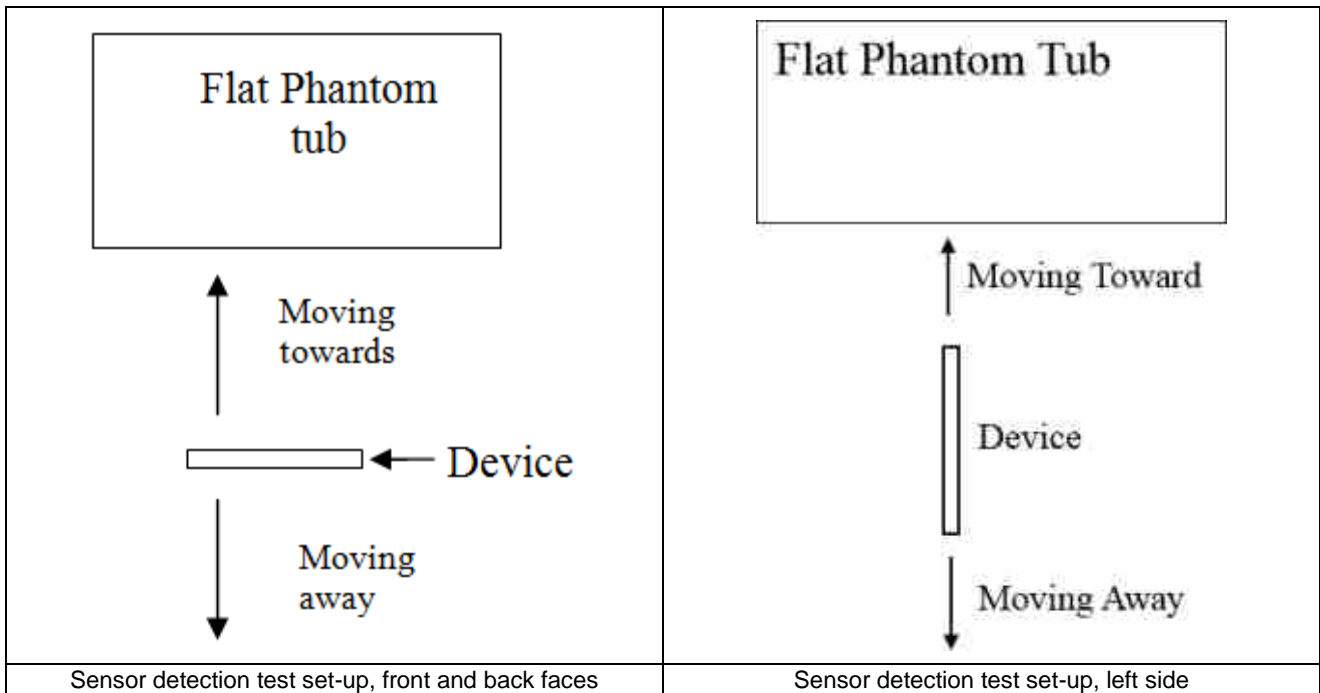 Flat Phantom
tub
Moving
towards
Device
Moving
away
Sensor detection test set-up, front and back faces
Flat Phantom Tub
Moving Toward
Device
Moving Away
Sensor detection test set-up, left side